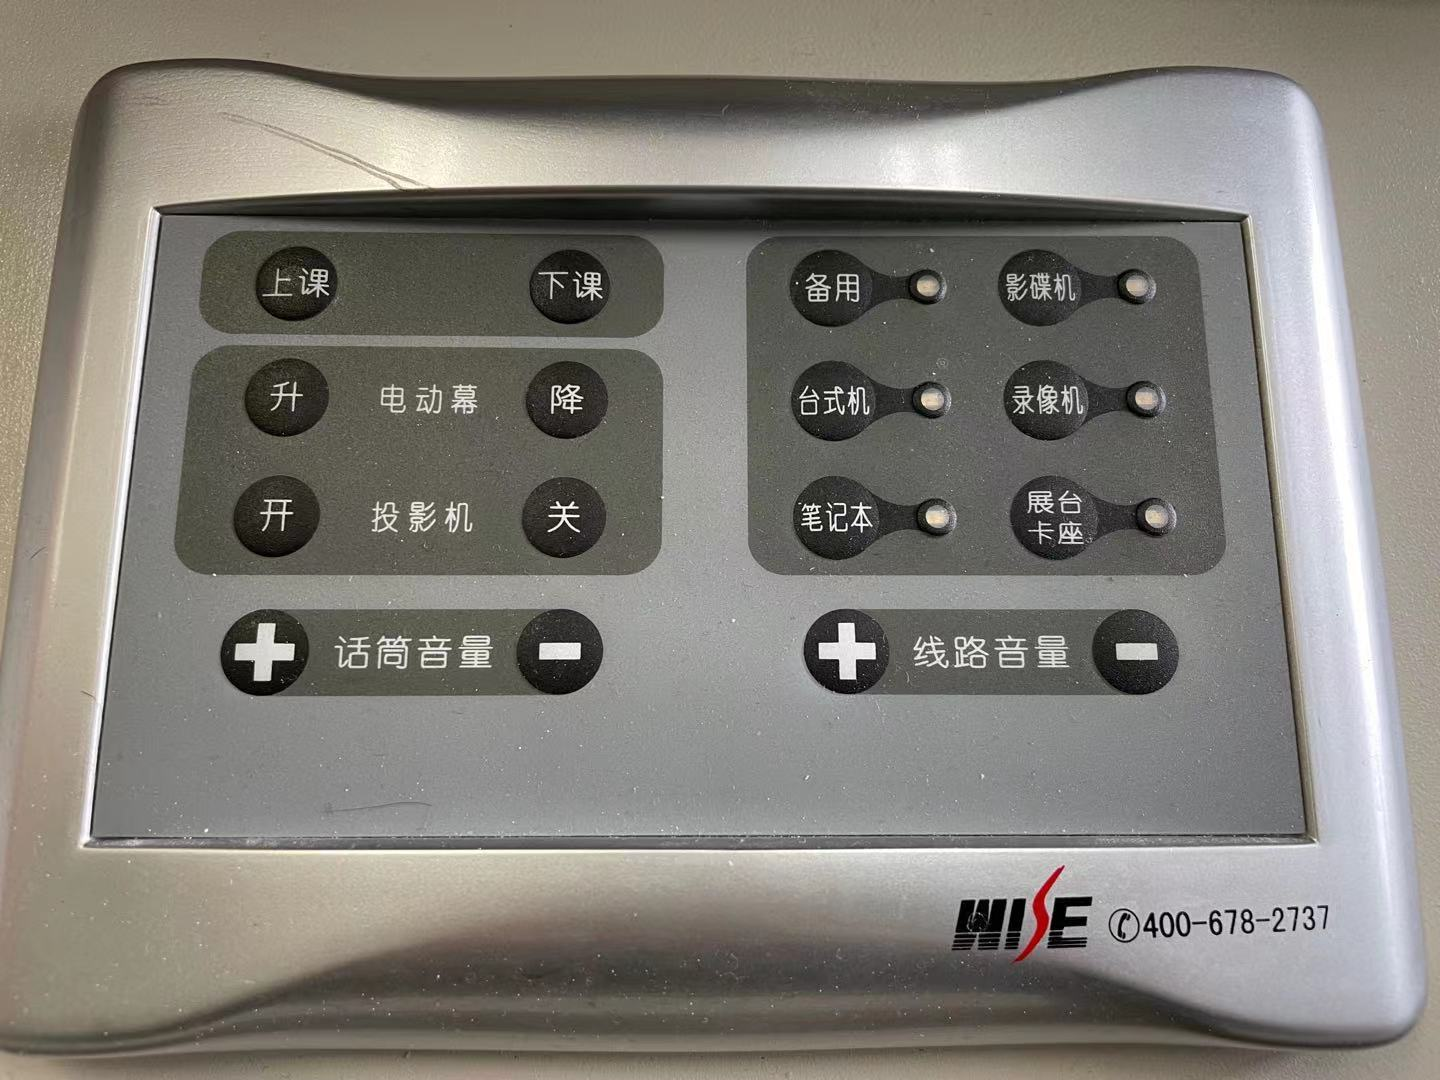 上课 下课
升 电动幕 降
开 投影机 关
+ 话筒音量 -
备用 影碟机
台式机 录像机
笔记本 展台
卡座
+ 线路音量 -
WISE ✆400-678-2737